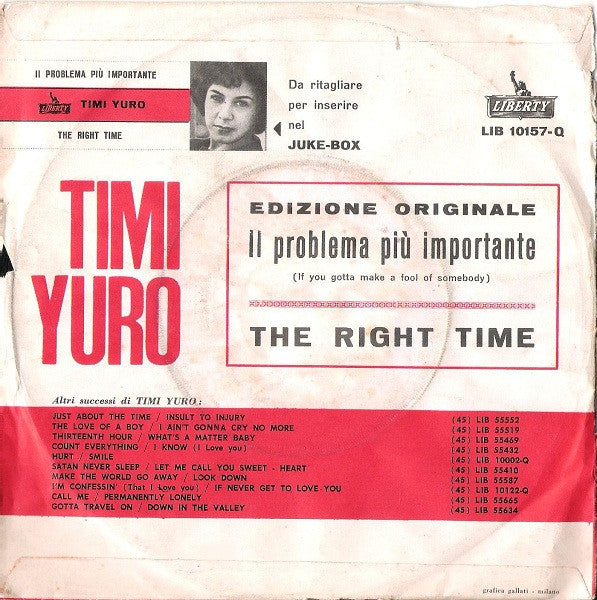 Il PROBLEMA PIÙ IMPORTANTE
LIBERTY TIMI YURO
THE RIGHT TIME
Da ritagliare
per inserire
nel
JUKE-BOX
LIBERTY
LIB 10157-Q
TIMI
YURO
EDIZIONE ORIGINALE
Il problema più importante
(If you gotta make a fool of somebody)
THE RIGHT TIME
Altri successi di TIMI YURO.:
JUST ABOUT THE TIME / INSULT TO INJURY (45) LIB 55552
THE LOVE OF A BOY / I AIN'T GONNA CRY NO MORE (45) LIB 55519
THIRTEENTH HOUR / WHAT'S A MATTER BABY (45) LIB 55469
COUNT EVERYTHING / I KNOW (I Love you) (45) LIB 55432
HURT / SMILE (45) LIB 10002-Q
SATAN NEVER SLEEP / LET ME CALL YOU SWEET - HEART (45) LIB 55410
MAKE THE WORLD GO AWAY / LOOK DOWN (45) LIB 55587
I'M CONFESSIN' (That I Love you) / IF NEVER GET TO LOVE YOU (45) LIB 10122-Q
CALL ME / PERMANENTLY LONELY (45) LIB 55665
GOTTA TRAVEL ON / DOWN IN THE VALLEY (45) LIB 55634
grafica gallati - milano